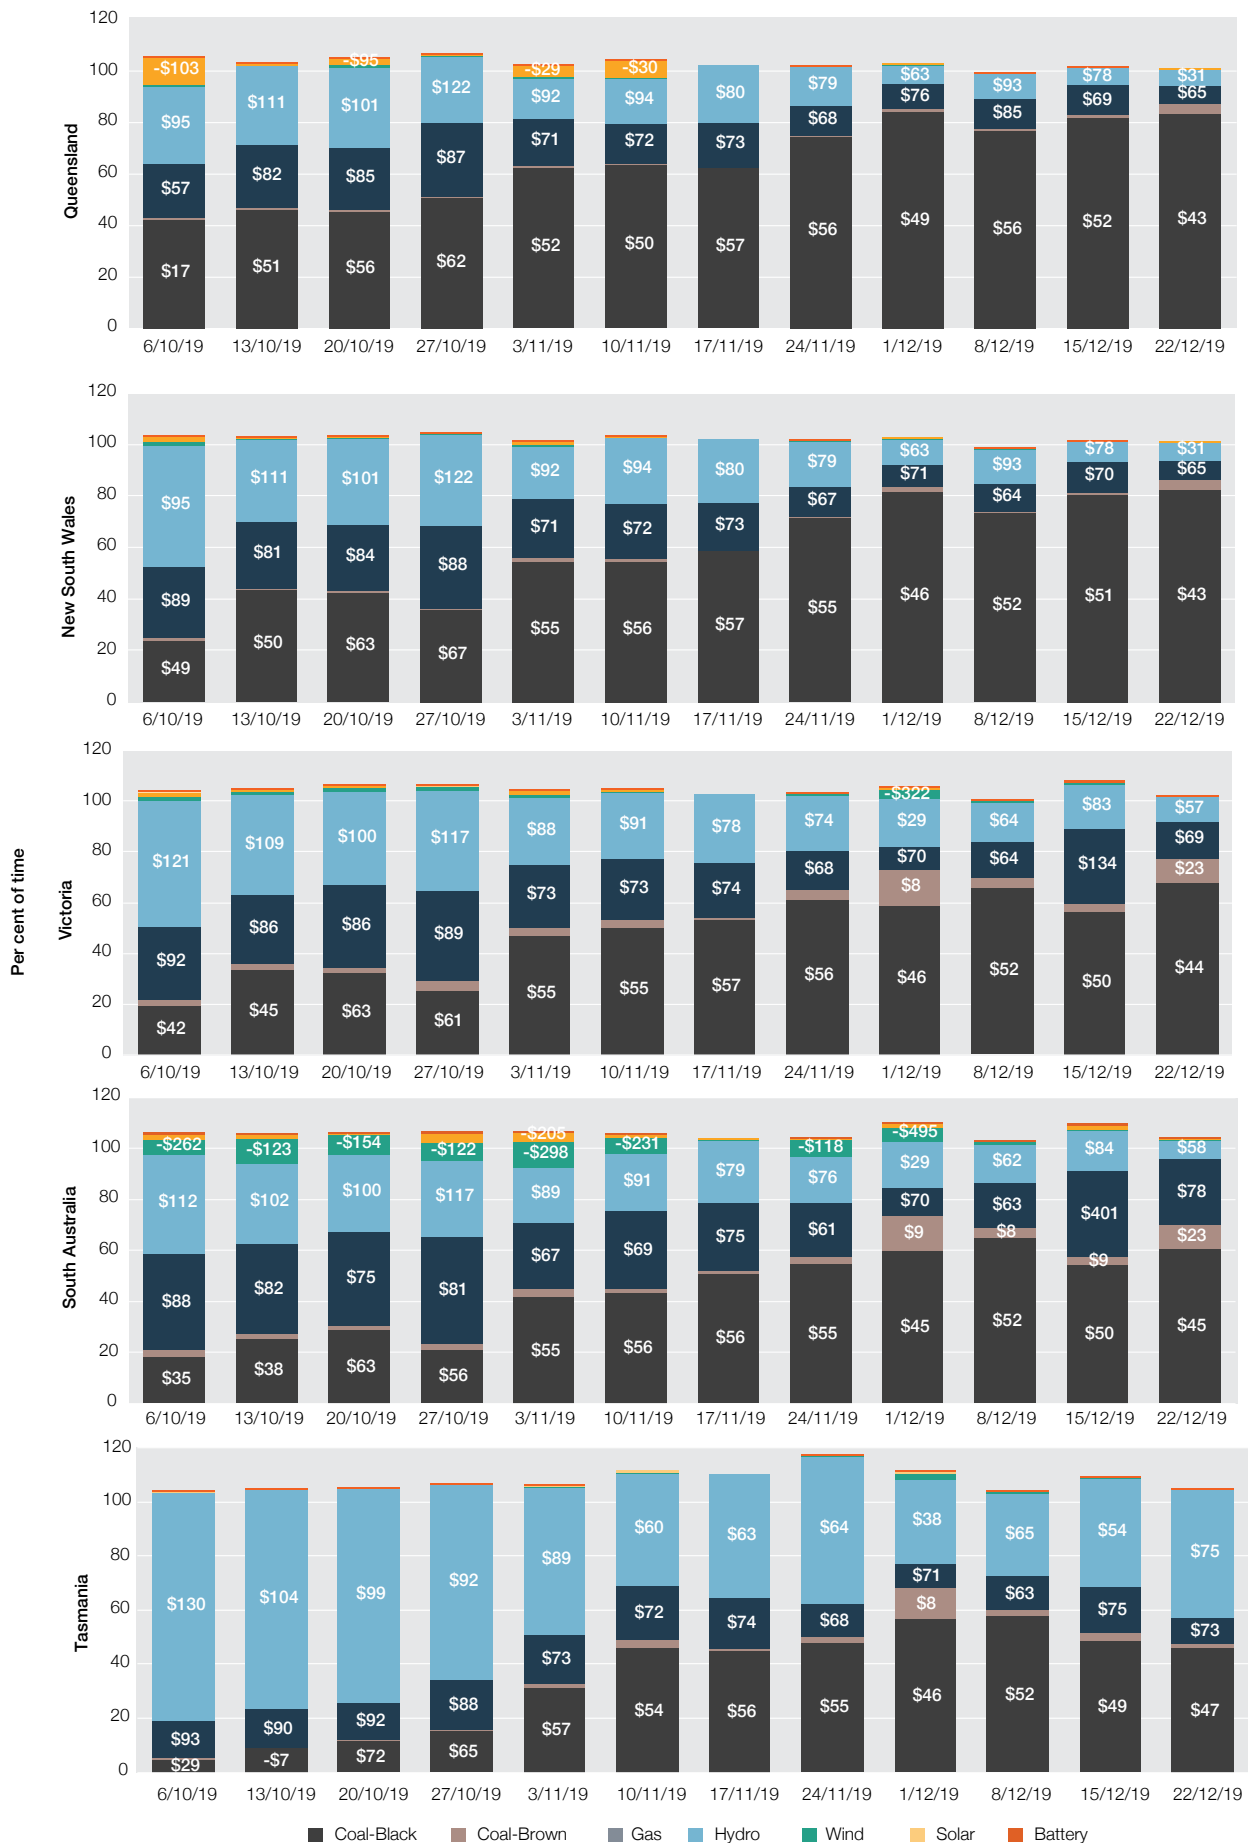 120
100
80
60
40
20
0
Queensland
-$103 -$95 -$29 -$30
$95 $111 $101 $122 $92 $94 $80 $79 $63 $93 $78 $31
$57 $82 $85 $87 $71 $72 $73 $68 $76 $85 $69 $65
$17 $51 $56 $62 $52 $50 $57 $56 $49 $56 $52 $43
6/10/19 13/10/19 20/10/19 27/10/19 3/11/19 10/11/19 17/11/19 24/11/19 1/12/19 8/12/19 15/12/19 22/12/19
120
100
80
60
40
20
0
New South Wales
$95 $111 $101 $122 $92 $94 $80 $79 $63 $93 $78 $31
$89 $81 $84 $88 $71 $72 $73 $67 $71 $64 $70 $65
$49 $50 $63 $67 $55 $56 $57 $55 $46 $52 $51 $43
6/10/19 13/10/19 20/10/19 27/10/19 3/11/19 10/11/19 17/11/19 24/11/19 1/12/19 8/12/19 15/12/19 22/12/19
Per cent of time
120
100
80
60
40
20
0
Victoria
-$322
$121 $109 $100 $117 $88 $91 $78 $74 $29 $64 $83 $57
$92 $86 $86 $89 $73 $73 $74 $68 $70 $64 $134 $69
$8 $23
$42 $45 $63 $61 $55 $55 $57 $56 $46 $52 $50 $44
6/10/19 13/10/19 20/10/19 27/10/19 3/11/19 10/11/19 17/11/19 24/11/19 1/12/19 8/12/19 15/12/19 22/12/19
120
100
80
60
40
20
0
South Australia
-$205
-$262 -$123 -$154 -$122 -$298 -$231 -$118 -$495
$112 $102 $100 $117 $89 $91 $79 $76 $29 $62 $84 $58
$88 $82 $75 $81 $67 $69 $75 $61 $70 $63 $401 $78
$9 $8 $9 $23
$35 $38 $63 $56 $55 $56 $56 $55 $45 $52 $50 $45
6/10/19 13/10/19 20/10/19 27/10/19 3/11/19 10/11/19 17/11/19 24/11/19 1/12/19 8/12/19 15/12/19 22/12/19
120
100
80
60
40
20
0
Tasmania
$130 $104 $99 $92 $89 $60 $63 $64 $38 $65 $54 $75
$93 $90 $92 $88 $73 $72 $74 $68 $71 $63 $75 $73
$8
$29 -$7 $72 $65 $57 $54 $56 $55 $46 $52 $49 $47
6/10/19 13/10/19 20/10/19 27/10/19 3/11/19 10/11/19 17/11/19 24/11/19 1/12/19 8/12/19 15/12/19 22/12/19
Coal-Black Coal-Brown Gas Hydro Wind Solar Battery